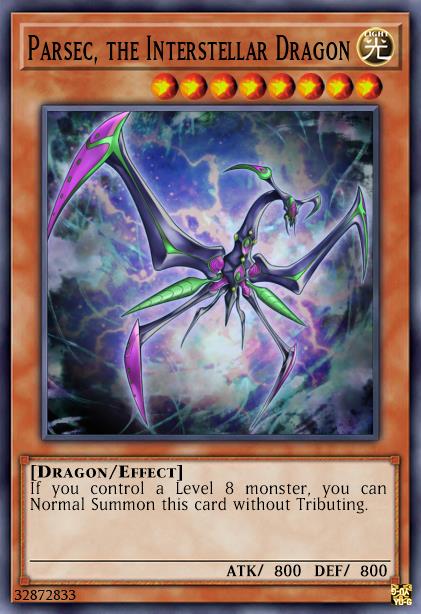 Parsec, the Interstellar Dragon
LIGHT
光
[Dragon/Effect]
If you control a Level 8 monster, you can
Normal Summon this card without Tributing.
ATK/ 800 DEF/ 800
32872833